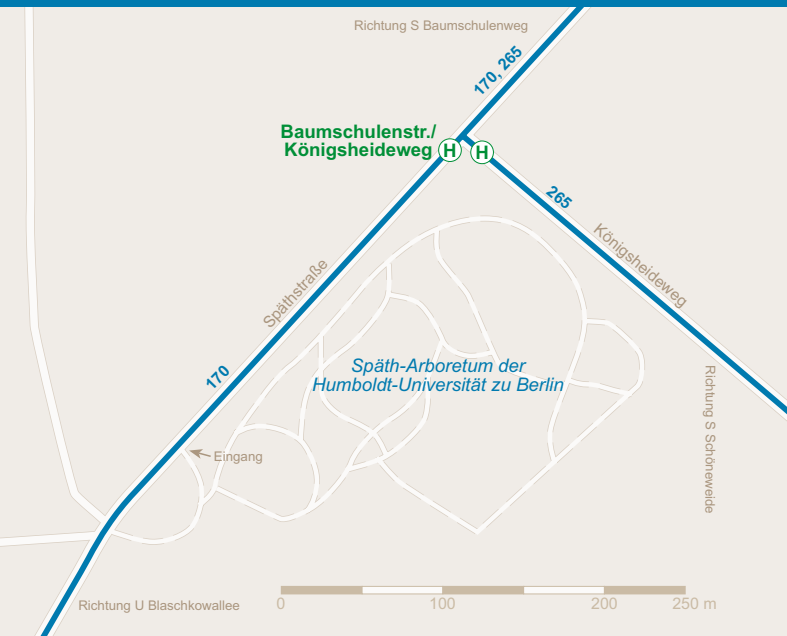 Richtung S Baumschulenweg
170, 265
Baumschulenstr./
Königsheideweg
H
H
265
Königsheideweg
Späthstraße
170
Späth-Arboretum der
Humboldt-Universität zu Berlin
Richtung S Schöneweide
Eingang
Richtung U Blaschkowallee
0
100
200
250 m